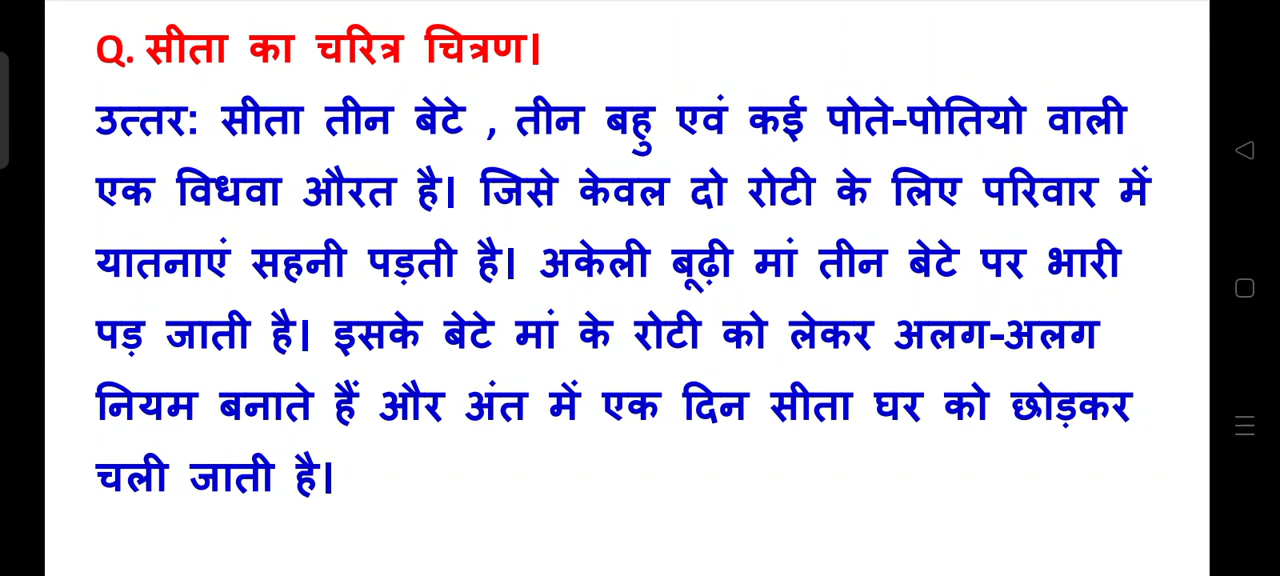 Q. सीता का चरित्र चित्रण।
उत्तर: सीता तीन बेटे , तीन बहु एवं कई पोते-पोतियो वाली
एक विधवा औरत है। जिसे केवल दो रोटी के लिए परिवार में
यातनाएं सहनी पड़ती है। अकेली बूढ़ी मां तीन बेटे पर भारी
पड़ जाती है। इसके बेटे मां के रोटी को लेकर अलग-अलग
नियम बनाते हैं और अंत में एक दिन सीता घर को छोड़कर
चली जाती है।